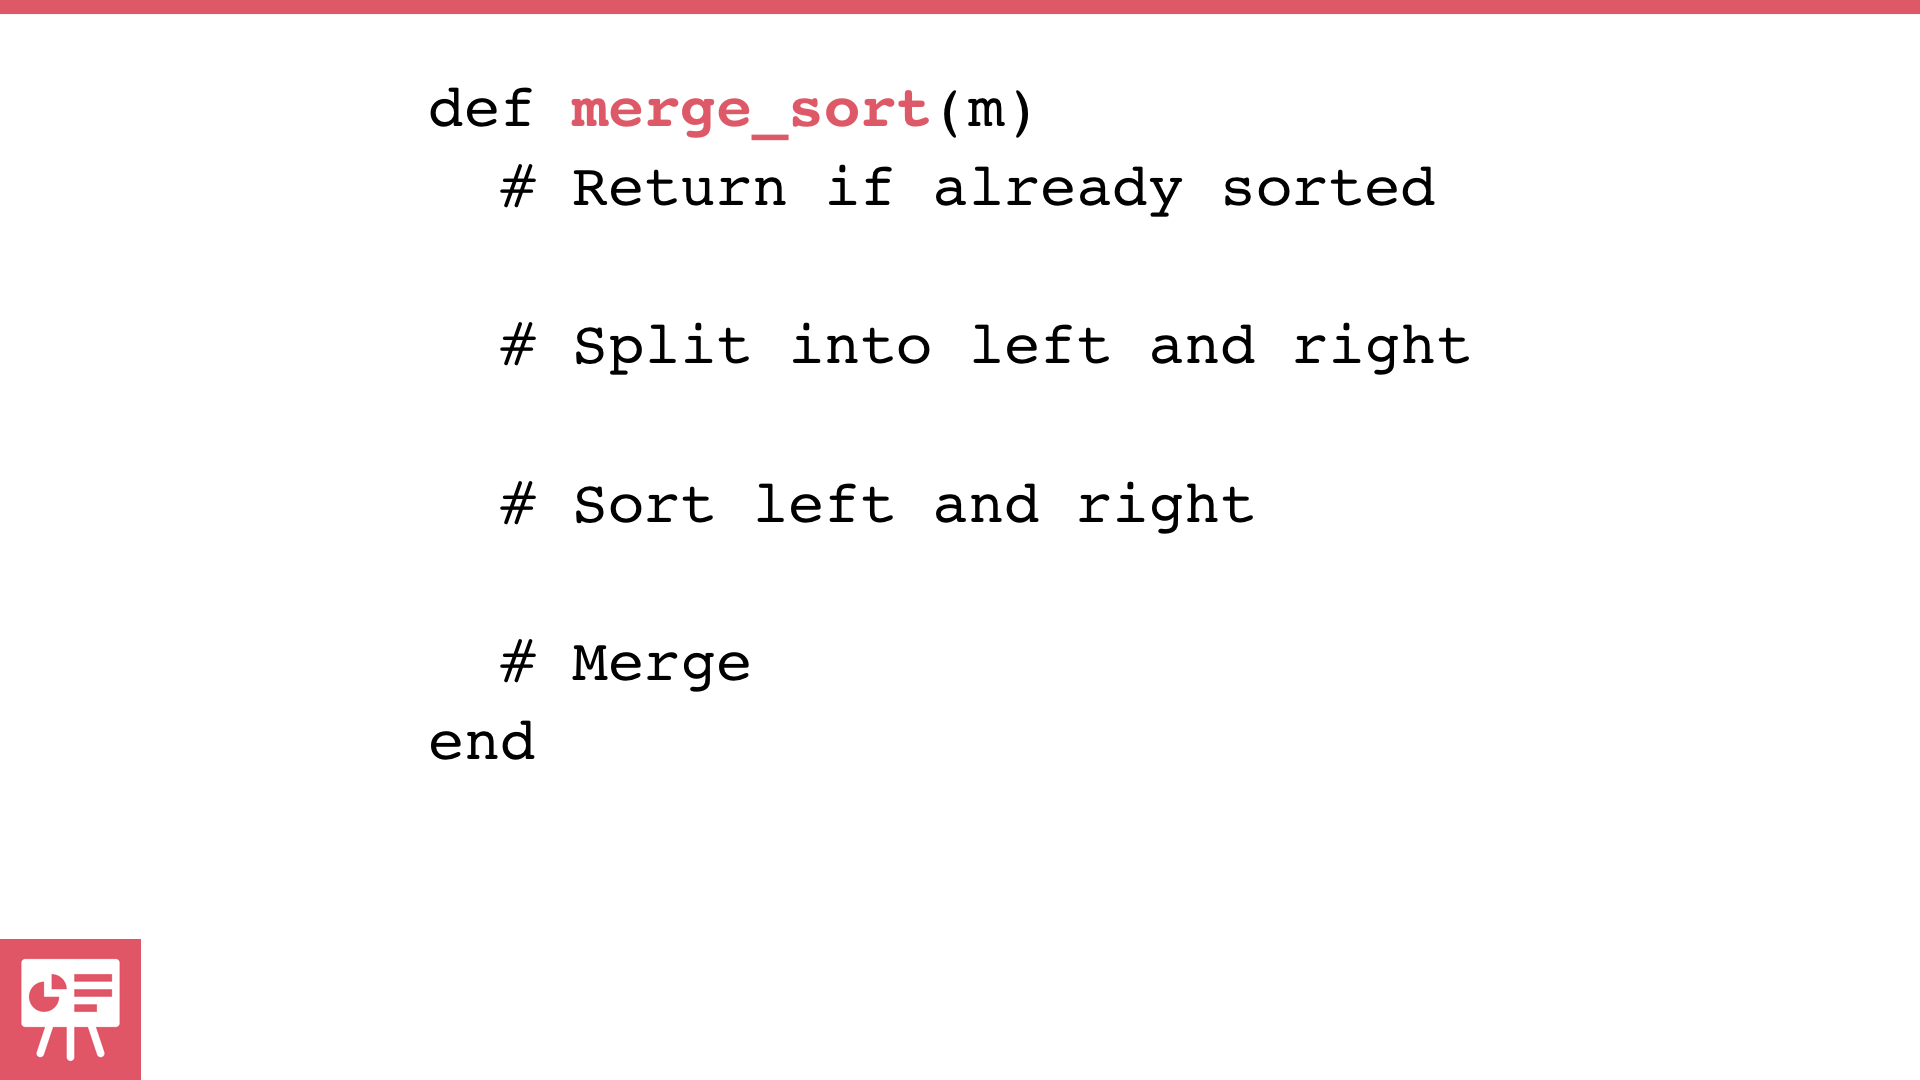 def merge_sort(m)
  # Return if already sorted
  # Split into left and right
  # Sort left and right
  # Merge
end